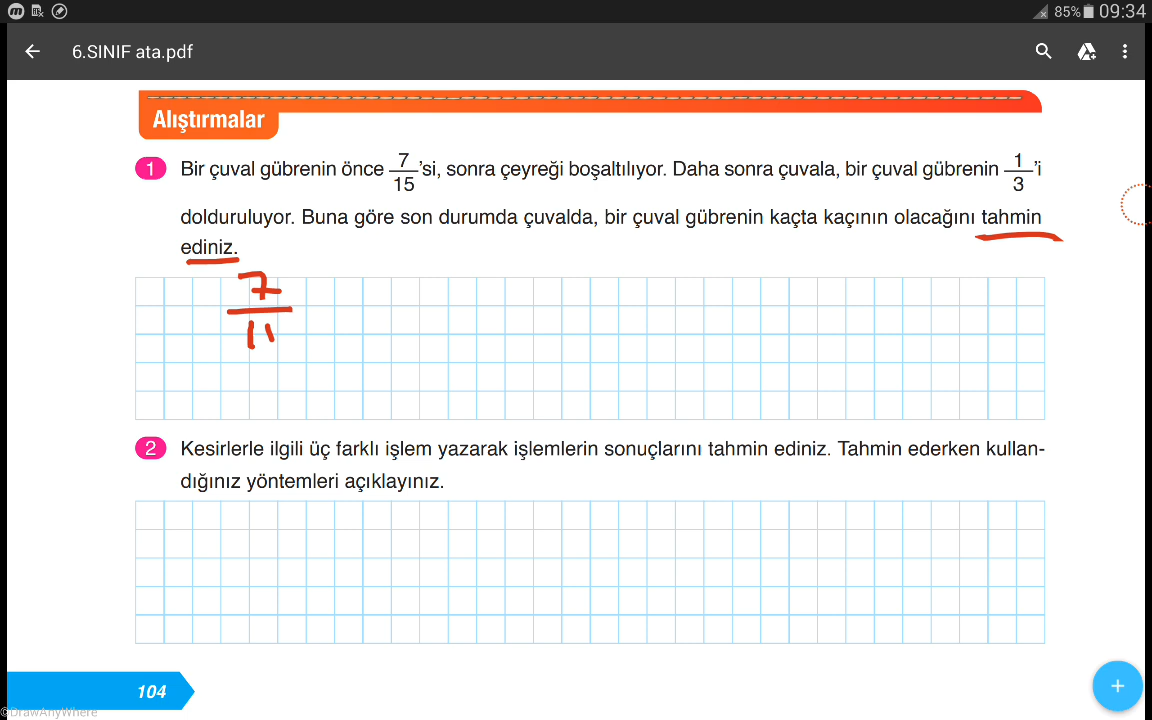 85% 09:34
6.SINIF ata.pdf
Alıştırmalar
1 Bir çuval gübrenin önce 7/15'si, sonra çeyreği boşaltılıyor. Daha sonra çuvala, bir çuval gübrenin 1/3'i
dolduruluyor. Buna göre son durumda çuvalda, bir çuval gübrenin kaçta kaçının olacağını tahmin
ediniz.
7/11
2 Kesirlerle ilgili üç farklı işlem yazarak işlemlerin sonuçlarını tahmin ediniz. Tahmin ederken kullan-
dığınız yöntemleri açıklayınız.
104
©DrawAnyWhere